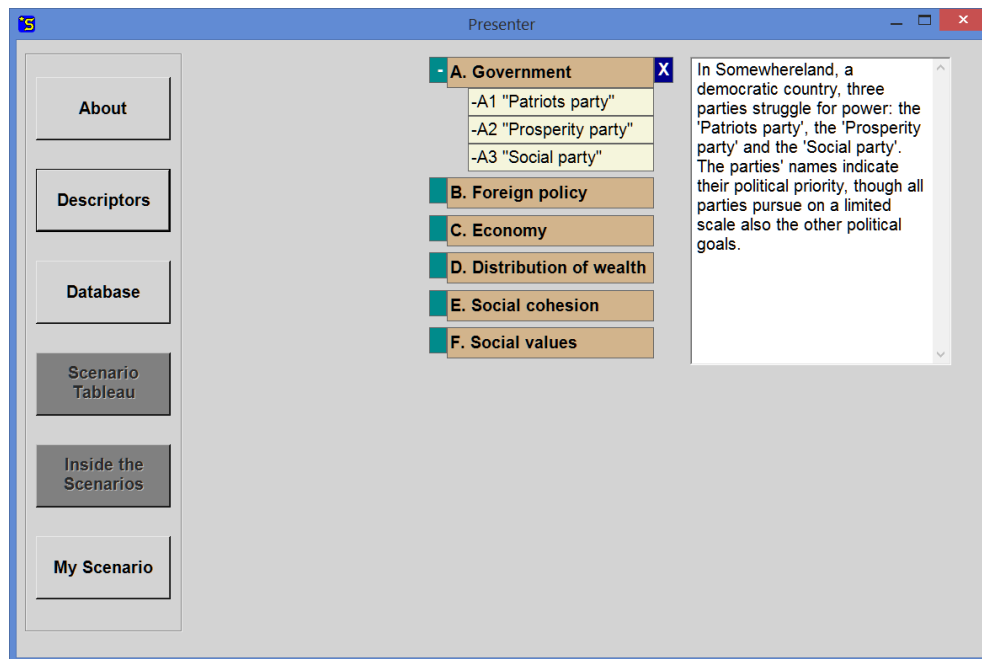 Presenter
About
Descriptors
Database
Scenario
Tableau
Inside the
Scenarios
My Scenario
- A. Government X
-A1 "Patriots party"
-A2 "Prosperity party"
-A3 "Social party"
B. Foreign policy
C. Economy
D. Distribution of wealth
E. Social cohesion
F. Social values
In Somewhereland, a
democratic country, three
parties struggle for power: the
'Patriots party', the 'Prosperity
party' and the 'Social party'.
The parties' names indicate
their political priority, though all
parties pursue on a limited
scale also the other political
goals.